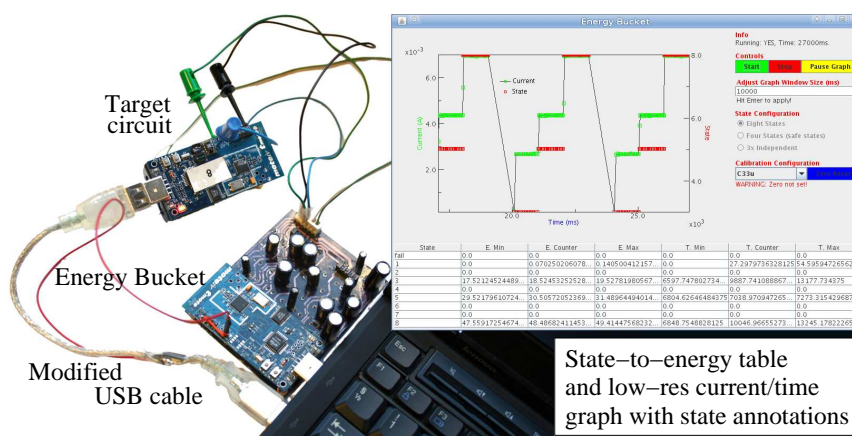 Target
circuit
Energy Bucket
Modified
USB cable
Esc
F1
F2
Energy Bucket
x10⁻³
6.0
4.0
2.0
Current (A)
8.0
7.0
6.0
5.0
4.0
State
Current
State
20.0
25.0
Time (ms)
x10³
Info
Running: YES, Time: 27000ms.
Controls
Start Stop Pause Graph
Adjust Graph Window Size (ms)
10000
Hit Enter to apply!
State Configuration
Eight States
Four States (safe states)
3x Independent
Calibration Configuration
C33u
WARNING: Zero not set!
State E. Min E. Counter E. Max T. Min T. Counter T. Max
fail 0.0 0.0 0.0 0.0 0.0 0.0
1 0.0 0.070250206078... 0.140500412157... 0.0 27.2979736328125 54.59594726562
2 0.0 0.0 0.0 0.0 0.0 0.0
3 17.52124524489... 18.52453252528... 19.52781980567... 6597.747802734... 9887.741088867... 13177.734375
4 0.0 0.0 0.0 0.0 0.0 0.0
5 29.52179610724... 30.50572052369... 31.48964494014... 6804.62646484375 7038.970947265... 7273.315429687
6 0.0 0.0 0.0 0.0 0.0 0.0
7 0.0 0.0 0.0 0.0 0.0 0.0
8 47.55917254674... 48.48682411453... 49.41447568232... 6848.7548828125 10046.96655273... 13245.17822265
State−to−energy table
and low−res current/time
graph with state annotations